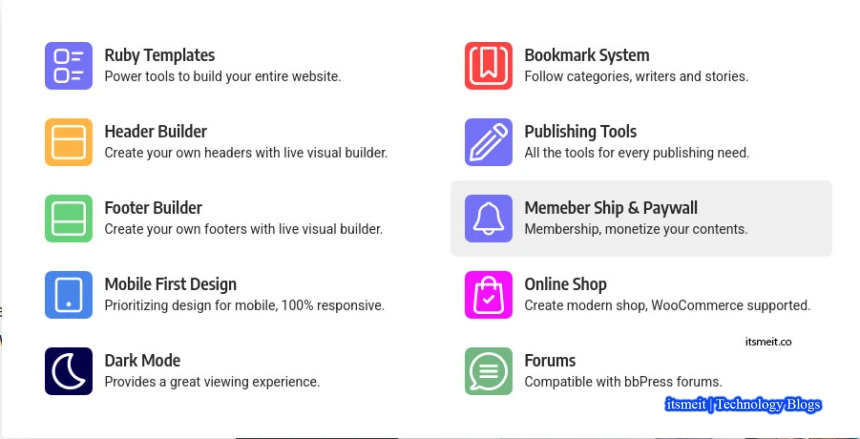 Ruby Templates
Power tools to build your entire website.
Header Builder
Create your own headers with live visual builder.
Footer Builder
Create your own footers with live visual builder.
Mobile First Design
Prioritizing design for mobile, 100% responsive.
Dark Mode
Provides a great viewing experience.
Bookmark System
Follow categories, writers and stories.
Publishing Tools
All the tools for every publishing need.
Memeber Ship & Paywall
Membership, monetize your contents.
Online Shop
Create modern shop, WooCommerce supported.
itsmeit.co
Forums
Compatible with bbPress forums.
itsmeit | Technology Blogs